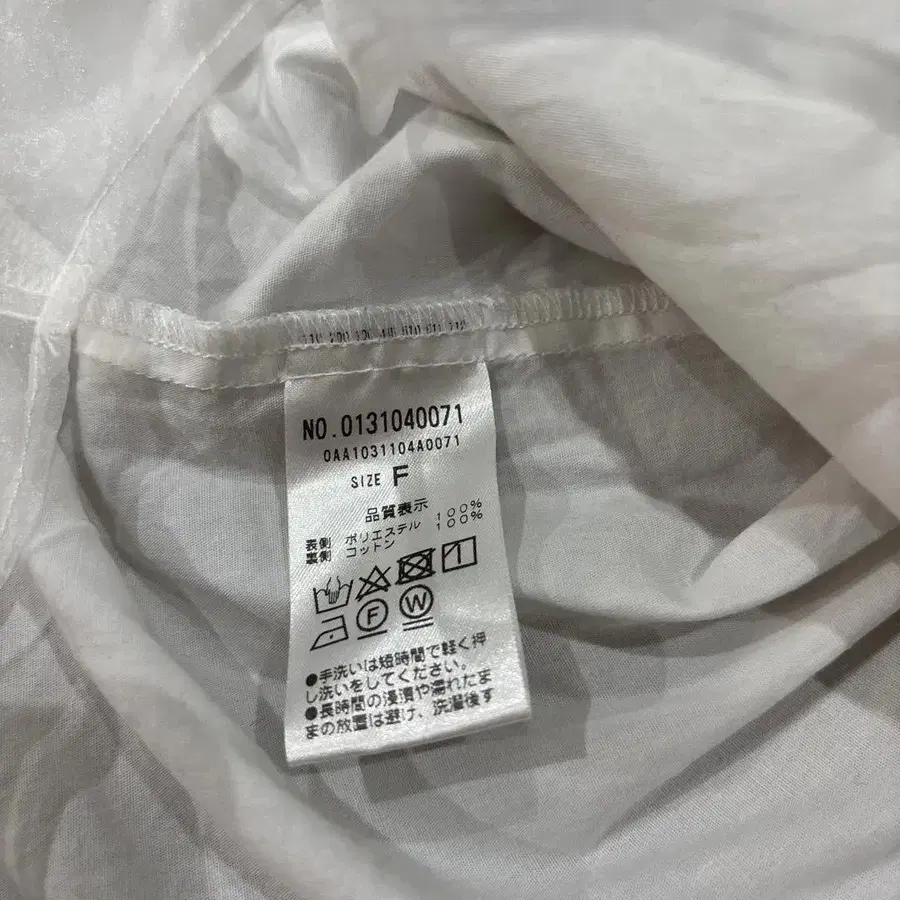 NO.0131040071
0AA1031104A0071
SIZE F
品質表示
表側 ポリエステル 100%
裏側 コットン 100%
1
F W
●手洗いは短時間で軽く押
し洗いをしてください。
●長時間の浸漬や濡れたま
まの放置は避け、洗濯後す